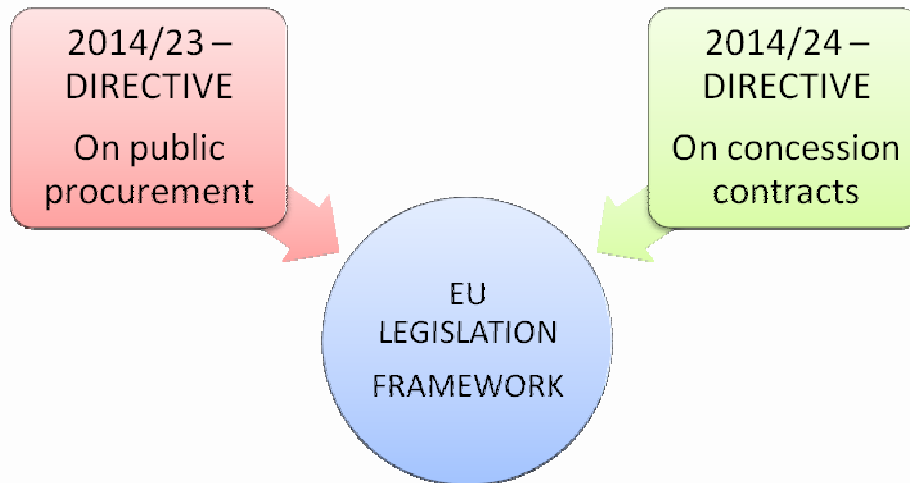 2014/23 –
DIRECTIVE
On public
procurement
2014/24 –
DIRECTIVE
On concession
contracts
EU
LEGISLATION
FRAMEWORK